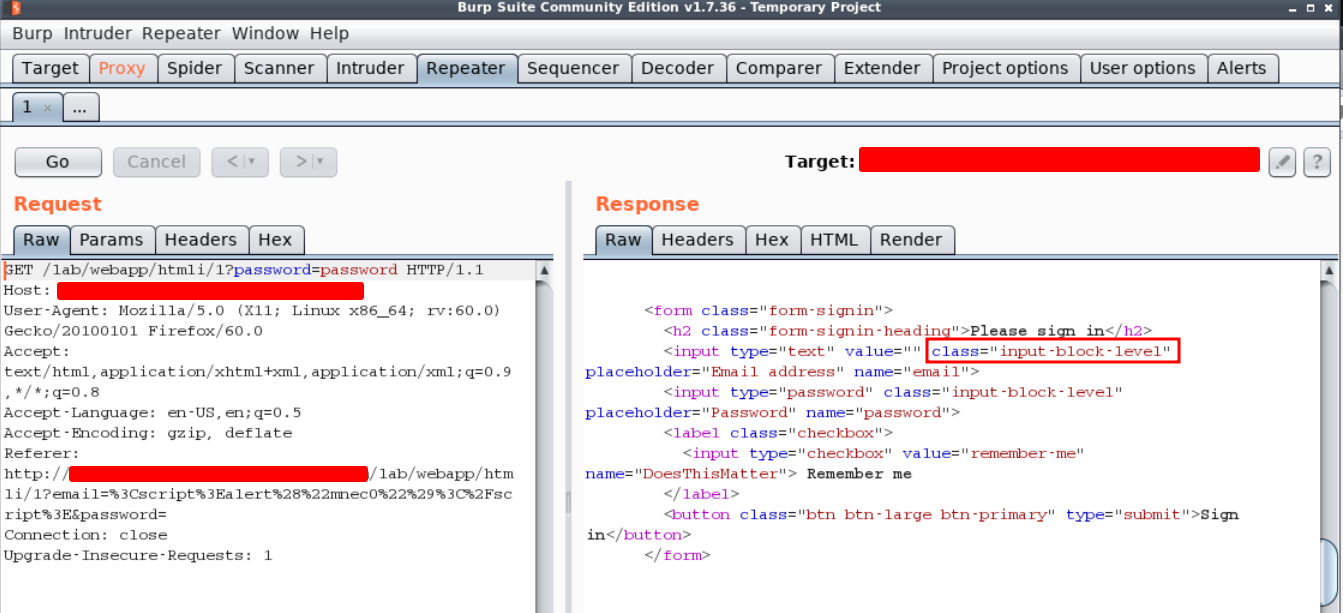 Burp Suite Community Edition v1.7.36 - Temporary Project
Burp Intruder Repeater Window Help
Target Proxy Spider Scanner Intruder Repeater Sequencer Decoder Comparer Extender Project options User options Alerts
1 × ...
Go Cancel < | ▼ > | ▼ Target: ?
Request
Raw Params Headers Hex
GET /lab/webapp/htmli/1?password=password HTTP/1.1
Host:
User-Agent: Mozilla/5.0 (X11; Linux x86_64; rv:60.0)
Gecko/20100101 Firefox/60.0
Accept:
text/html,application/xhtml+xml,application/xml;q=0.9
,*/*;q=0.8
Accept-Language: en-US,en;q=0.5
Accept-Encoding: gzip, deflate
Referer:
http:///lab/webapp/htm
li/1?email=%3Cscript%3Ealert%28%22mnec0%22%29%3C%2Fsc
ript%3E&password=
Connection: close
Upgrade-Insecure-Requests: 1
Response
Raw Headers Hex HTML Render
<form class="form-signin">
<h2 class="form-signin-heading">Please sign in</h2>
<input type="text" value="" class="input-block-level"
placeholder="Email address" name="email">
<input type="password" class="input-block-level"
placeholder="Password" name="password">
<label class="checkbox">
<input type="checkbox" value="remember-me"
name="DoesThisMatter"> Remember me
</label>
<button class="btn btn-large btn-primary" type="submit">Sign
in</button>
</form>